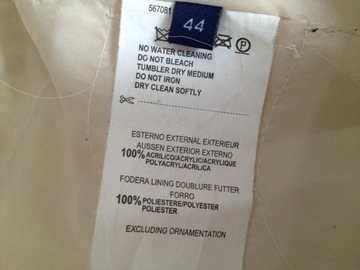 567081
44
P
NO WATER CLEANING
DO NOT BLEACH
TUMBLER DRY MEDIUM
DO NOT IRON
DRY CLEAN SOFTLY
ESTERNO EXTERNAL EXTERIEUR
AUSSEN EXTERIOR EXTERNO
100% ACRILICO/ACRYLIC/ACRYLIQUE
POLYACRYL/ACRILICA
FODERA LINING DOUBLURE FUTTER
FORRO
100% POLIESTERE/POLYESTER
POLIESTER
EXCLUDING ORNAMENTATION